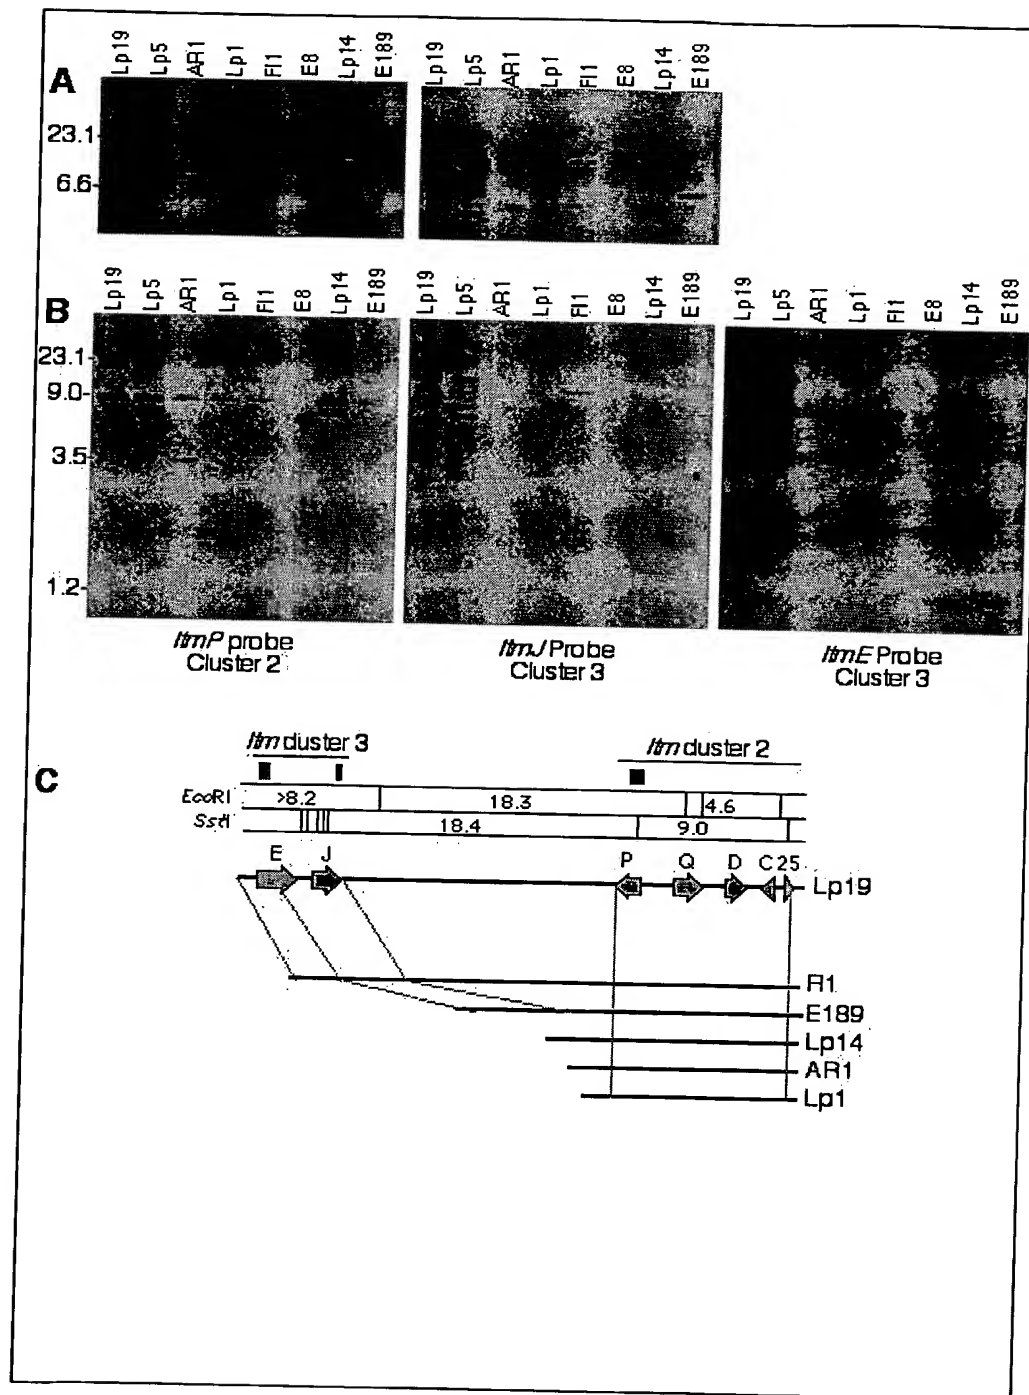 A
Lp19 Lp5 AR1 Lp1 Fl1 E8 Lp14 E189
Lp19 Lp5 AR1 Lp1 Fl1 E8 Lp14 E189
23.1-
6.6-
B
Lp19 Lp5 AR1 Lp1 Fl1 E8 Lp14 E189
Lp19 Lp5 AR1 Lp1 Fl1 E8 Lp14 E189
Lp19 Lp5 AR1 Lp1 Fl1 E8 Lp14 E189
23.1-
9.0-
3.5-
1.2-
ltmP probe
Cluster 2
ltmJ Probe
Cluster 3
ltmE Probe
Cluster 3
C
ltm cluster 3
ltm cluster 2
EcoRI >8.2 18.3 4.6
SstI 18.4 9.0
E J P Q D C 25
Lp19
Fl1
E189
Lp14
AR1
Lp1